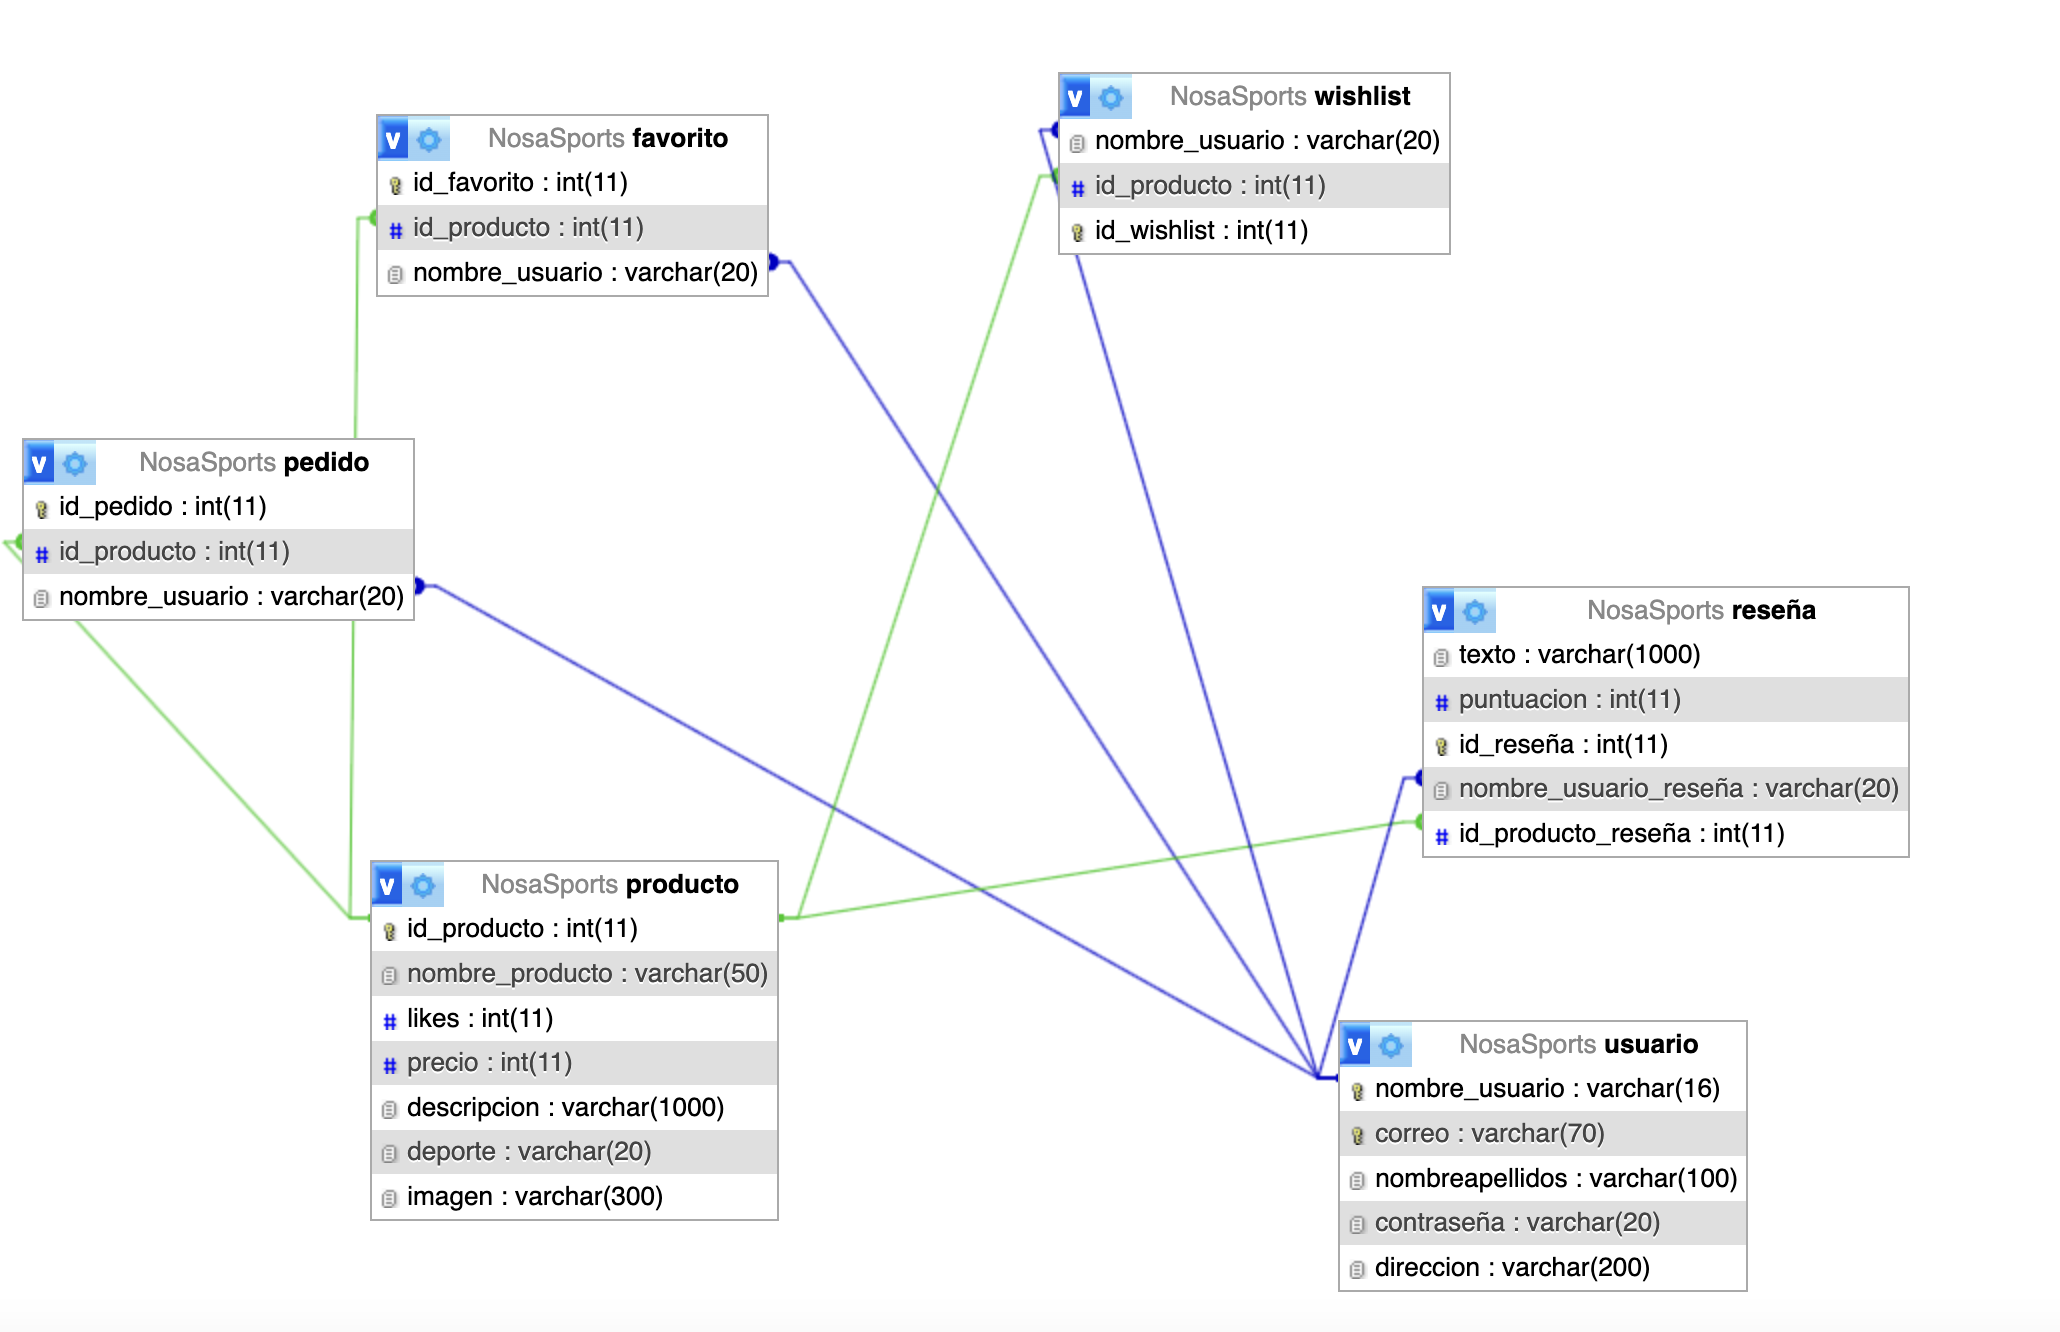 NosaSports wishlist
nombre_usuario : varchar(20)
id_producto : int(11)
id_wishlist : int(11)
NosaSports favorito
id_favorito : int(11)
id_producto : int(11)
nombre_usuario : varchar(20)
NosaSports pedido
id_pedido : int(11)
id_producto : int(11)
nombre_usuario : varchar(20)
NosaSports reseña
texto : varchar(1000)
puntuacion : int(11)
id_reseña : int(11)
nombre_usuario_reseña : varchar(20)
id_producto_reseña : int(11)
NosaSports producto
id_producto : int(11)
nombre_producto : varchar(50)
likes : int(11)
precio : int(11)
descripcion : varchar(1000)
deporte : varchar(20)
imagen : varchar(300)
NosaSports usuario
nombre_usuario : varchar(16)
correo : varchar(70)
nombreapellidos : varchar(100)
contraseña : varchar(20)
direccion : varchar(200)